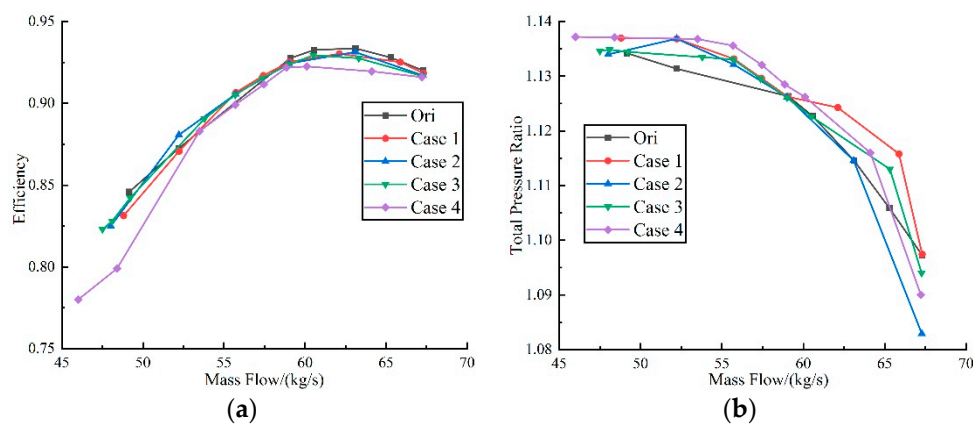 0.95
0.90
0.85
0.80
0.75
Efficiency
Ori
Case 1
Case 2
Case 3
Case 4
45 50 55 60 65 70
Mass Flow/(kg/s)
(a)
1.14
1.13
1.12
1.11
1.10
1.09
1.08
Total Pressure Ratio
Ori
Case 1
Case 2
Case 3
Case 4
45 50 55 60 65 70
Mass Flow/(kg/s)
(b)